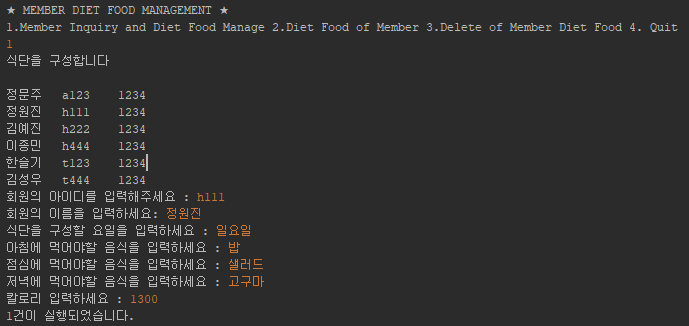 ★ MEMBER DIET FOOD MANAGEMENT ★
1.Member Inquiry and Diet Food Manage 2.Diet Food of Member 3.Delete of Member Diet Food 4. Quit
1
식단을 구성합니다
정문주 a123 1234
정원진 h111 1234
김예진 h222 1234
이종민 h444 1234
한슬기 t123 1234
김성우 t444 1234
회원의 아이디를 입력해주세요 : h111
회원의 이름을 입력하세요: 정원진
식단을 구성할 요일을 입력하세요 : 일요일
아침에 먹어야할 음식을 입력하세요 : 밥
점심에 먹어야할 음식을 입력하세요 : 샐러드
저녁에 먹어야할 음식을 입력하세요 : 고구마
칼로리 입력하세요 : 1300
1건이 실행되었습니다.